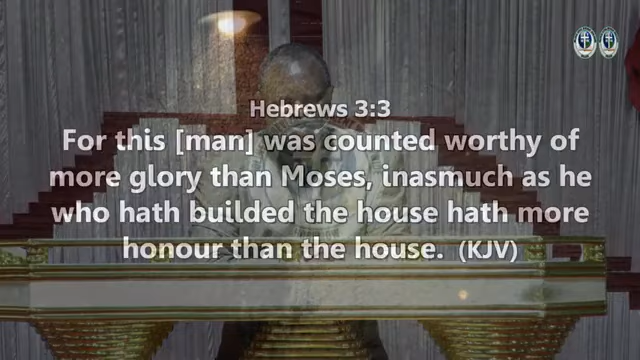 Hebrews 3:3
For this [man] was counted worthy of
more glory than Moses, inasmuch as he
who hath builded the house hath more
honour than the house. (KJV)